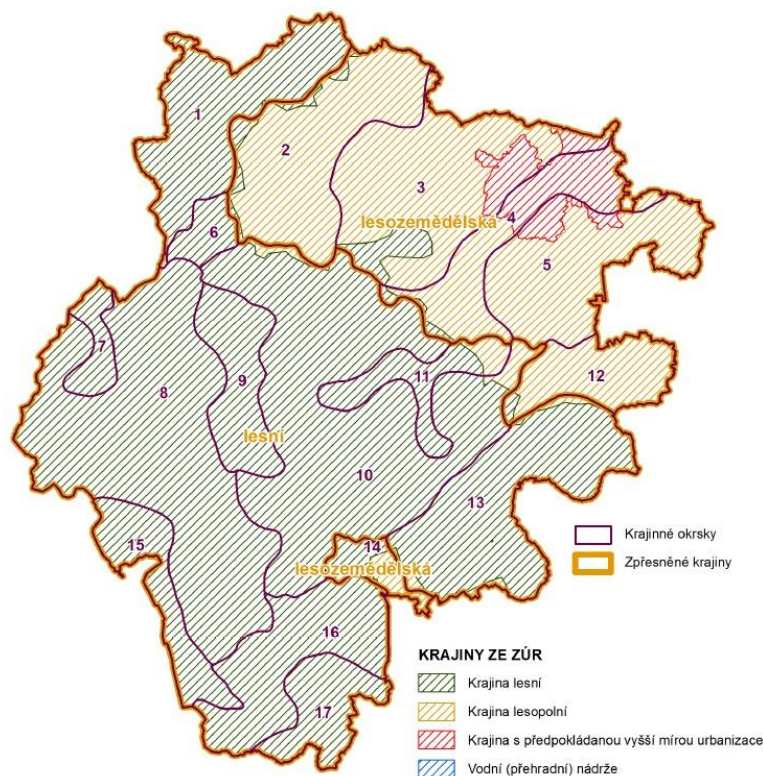 1
2
3
lesozemědělská
4
5
6
7
8
9
11
12
lesní
10
13
14
15
lesozemědělská
16
17
Krajinné okrsky
Zpřesněné krajiny
KRAJINY ZE ZÚR
Krajina lesní
Krajina lesopolní
Krajina s předpokládanou vyšší mírou urbanizace
Vodní (přehradní) nádrže